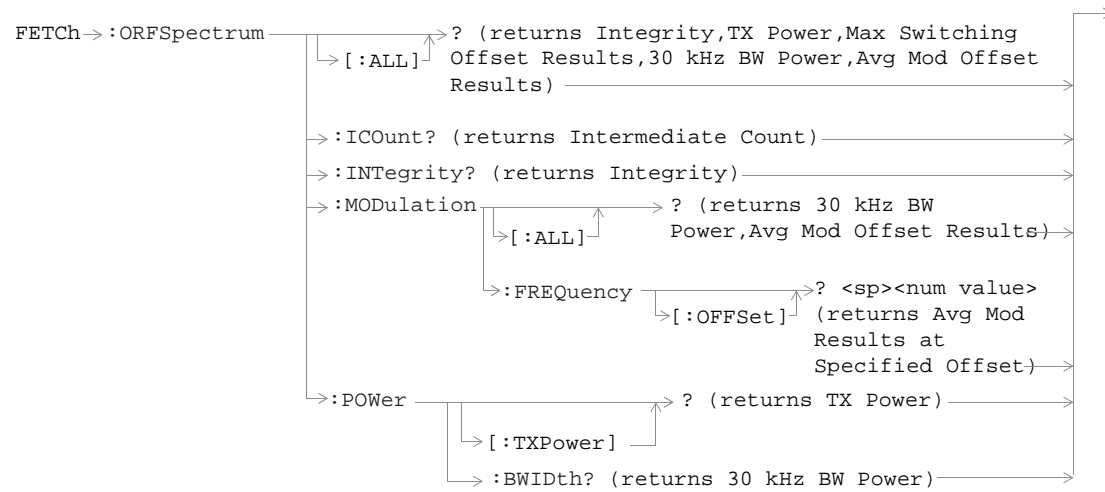 FETCh :ORFSpectrum ? (returns Integrity,TX Power,Max Switching
[:ALL] Offset Results,30 kHz BW Power,Avg Mod Offset
Results)
:ICOunt? (returns Intermediate Count)
:INTegrity? (returns Integrity)
:MODulation ? (returns 30 kHz BW
[:ALL] Power,Avg Mod Offset Results)
:FREQuency ? <sp><num value>
[:OFFSet] (returns Avg Mod
Results at
Specified Offset)
:POWer ? (returns TX Power)
[:TXPower]
:BWIDth? (returns 30 kHz BW Power)